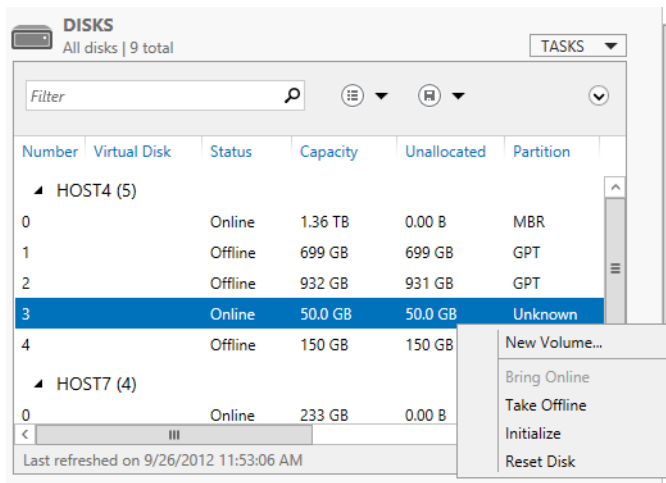 DISKS
All disks | 9 total
TASKS
Filter
Number Virtual Disk Status Capacity Unallocated Partition
HOST4 (5)
0 Online 1.36 TB 0.00 B MBR
1 Offline 699 GB 699 GB GPT
2 Offline 932 GB 931 GB GPT
3 Online 50.0 GB 50.0 GB Unknown
4 Offline 150 GB 150 GB
HOST7 (4)
0 Online 233 GB 0.00 B
Last refreshed on 9/26/2012 11:53:06 AM
New Volume...
Bring Online
Take Offline
Initialize
Reset Disk